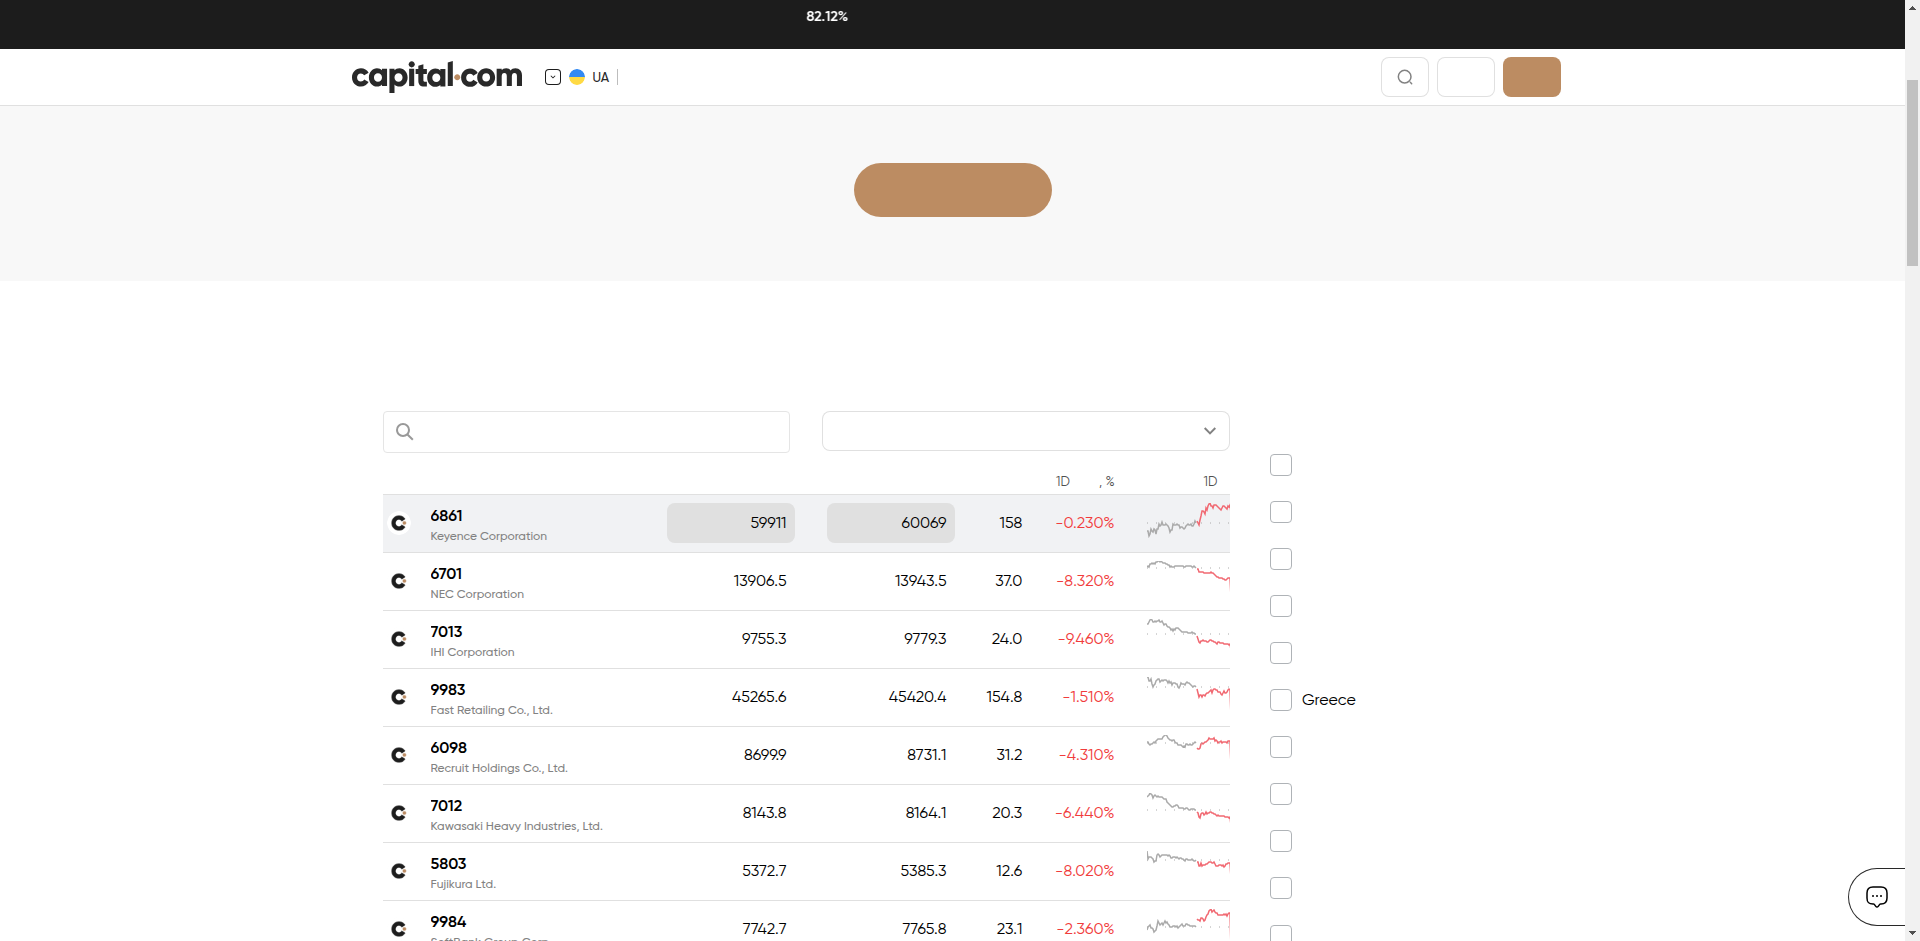 82.12%
capital.com
UA
1D , % 1D
6861 59911 60069 158 -0.230%
Keyence Corporation
6701 13906.5 13943.5 37.0 -8.320%
NEC Corporation
7013 9755.3 9779.3 24.0 -9.460%
IHI Corporation
9983 45265.6 45420.4 154.8 -1.510%
Fast Retailing Co., Ltd.
Greece
6098 8699.9 8731.1 31.2 -4.310%
Recruit Holdings Co., Ltd.
7012 8143.8 8164.1 20.3 -6.440%
Kawasaki Heavy Industries, Ltd.
5803 5372.7 5385.3 12.6 -8.020%
Fujikura Ltd.
9984 7742.7 7765.8 23.1 -2.360%
SoftBank Group Corp